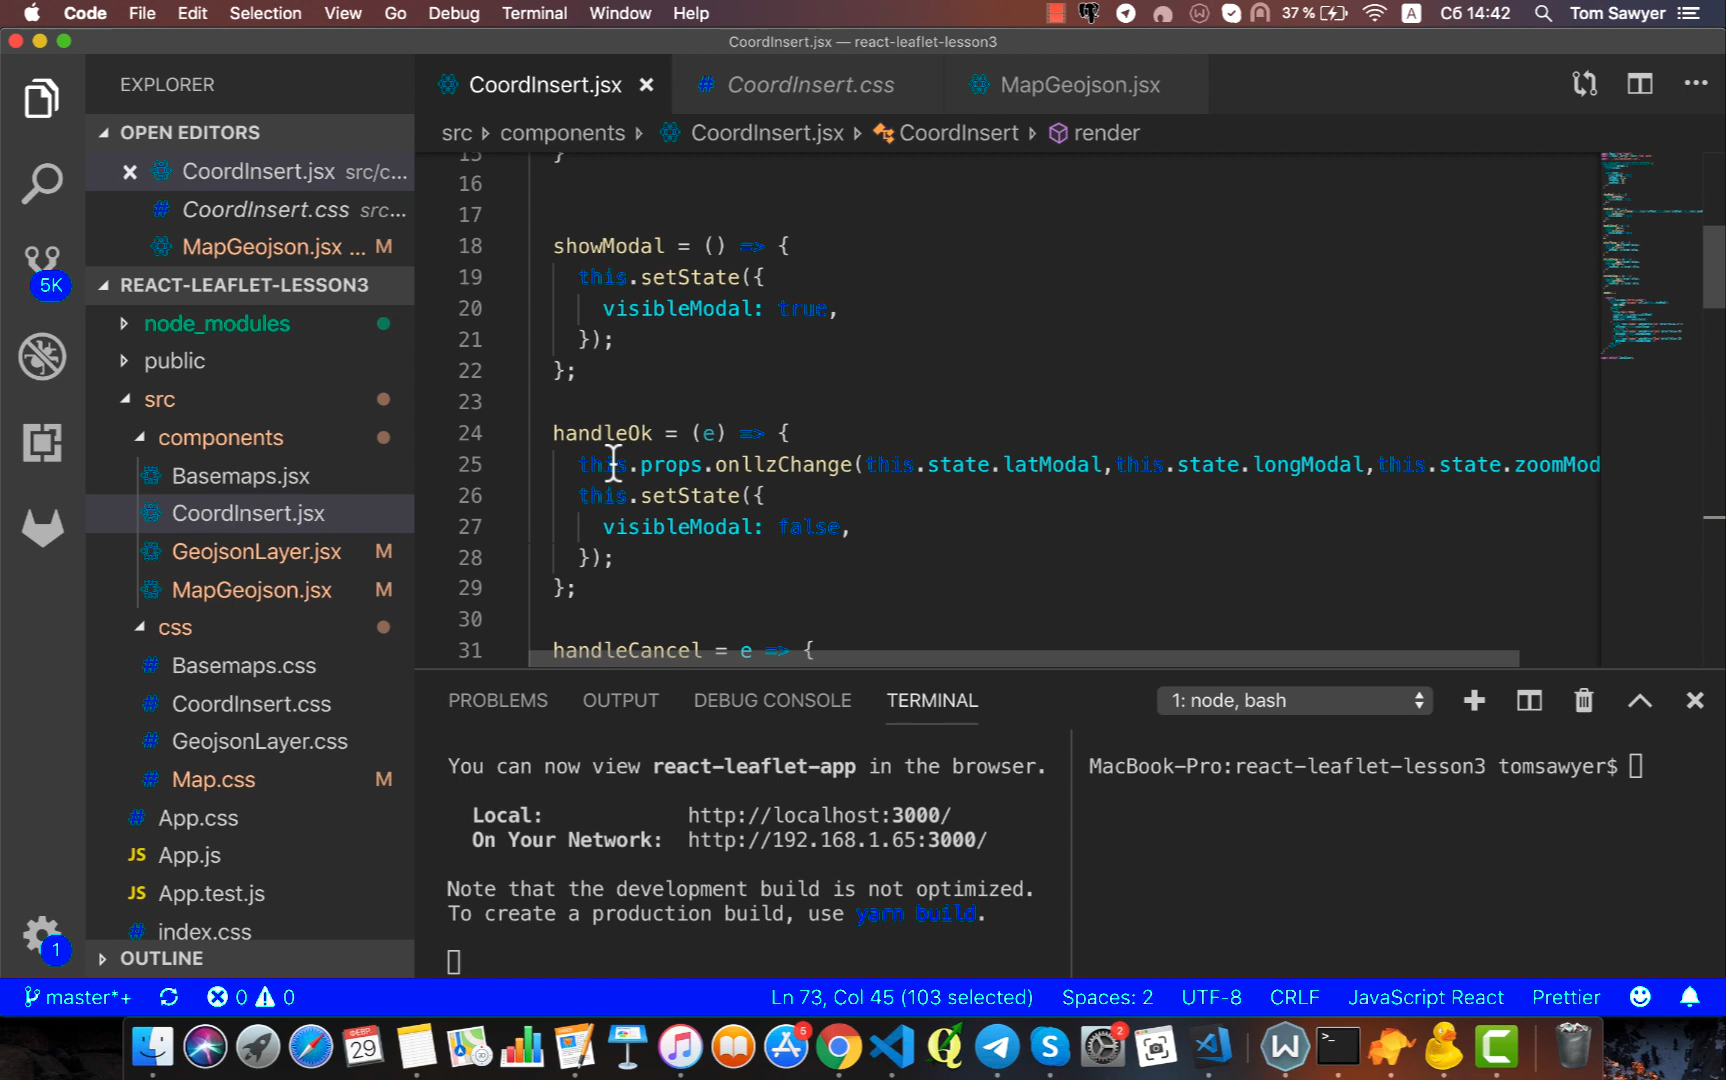 Code File Edit Selection View Go Debug Terminal Window Help 37 % A Сб 14:42 Tom Sawyer
CoordInsert.jsx — react-leaflet-lesson3
EXPLORER
OPEN EDITORS
CoordInsert.jsx src/c...
CoordInsert.css src...
MapGeojson.jsx ... M
5K
REACT-LEAFLET-LESSON3
node_modules
public
src
components
Basemaps.jsx
CoordInsert.jsx
GeojsonLayer.jsx M
MapGeojson.jsx M
css
Basemaps.css
CoordInsert.css
GeojsonLayer.css
Map.css M
App.css
JS App.js
JS App.test.js
index.css
1
OUTLINE
CoordInsert.jsx CoordInsert.css MapGeojson.jsx
src components CoordInsert.jsx CoordInsert render
15 }
16
17
18 showModal = () => {
19 this.setState({
20 visibleModal: true,
21 });
22 };
23
24 handleOk = (e) => {
25 this.props.onllzChange(this.state.latModal,this.state.longModal,this.state.zoomMod
26 this.setState({
27 visibleModal: false,
28 });
29 };
30
31 handleCancel = e => {
PROBLEMS OUTPUT DEBUG CONSOLE TERMINAL 1: node, bash
You can now view react-leaflet-app in the browser.
Local: http://localhost:3000/
On Your Network: http://192.168.1.65:3000/
Note that the development build is not optimized.
To create a production build, use yarn build.
MacBook-Pro:react-leaflet-lesson3 tomsawyer$
master*+ 0 0 Ln 73, Col 45 (103 selected) Spaces: 2 UTF-8 CRLF JavaScript React Prettier
ФЕВР
29
5
2